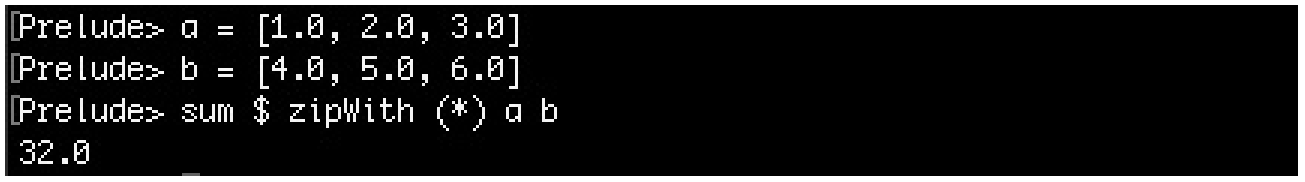 [Prelude> a = [1.0, 2.0, 3.0]
[Prelude> b = [4.0, 5.0, 6.0]
[Prelude> sum $ zipWith (*) a b
32.0